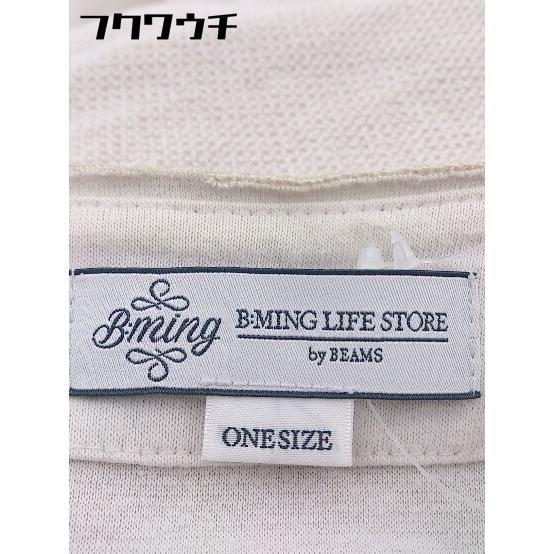 フクワウチ
B:ming
B:MING LIFE STORE
by BEAMS
ONE SIZE